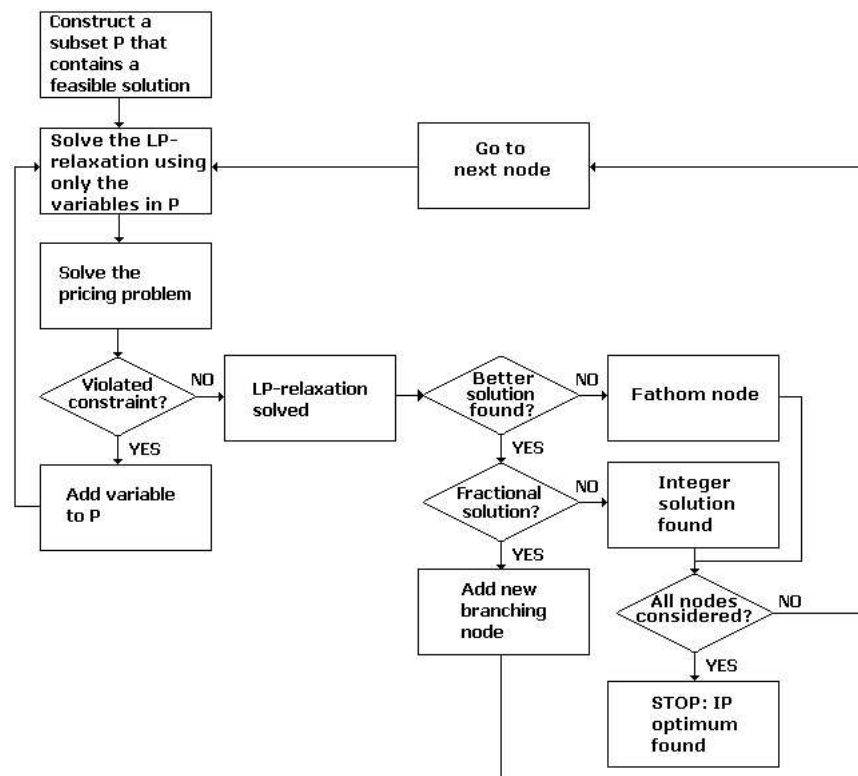 Construct a
subset P that
contains a
feasible solution
Solve the LP-
relaxation using
only the
variables in P
Go to
next node
Solve the
pricing problem
Violated
constraint?
NO
LP-relaxation
solved
Better
solution
found?
NO
Fathom node
YES
YES
Add variable
to P
Fractional
solution?
NO
Integer
solution
found
YES
Add new
branching
node
All nodes
considered?
NO
YES
STOP: IP
optimum
found